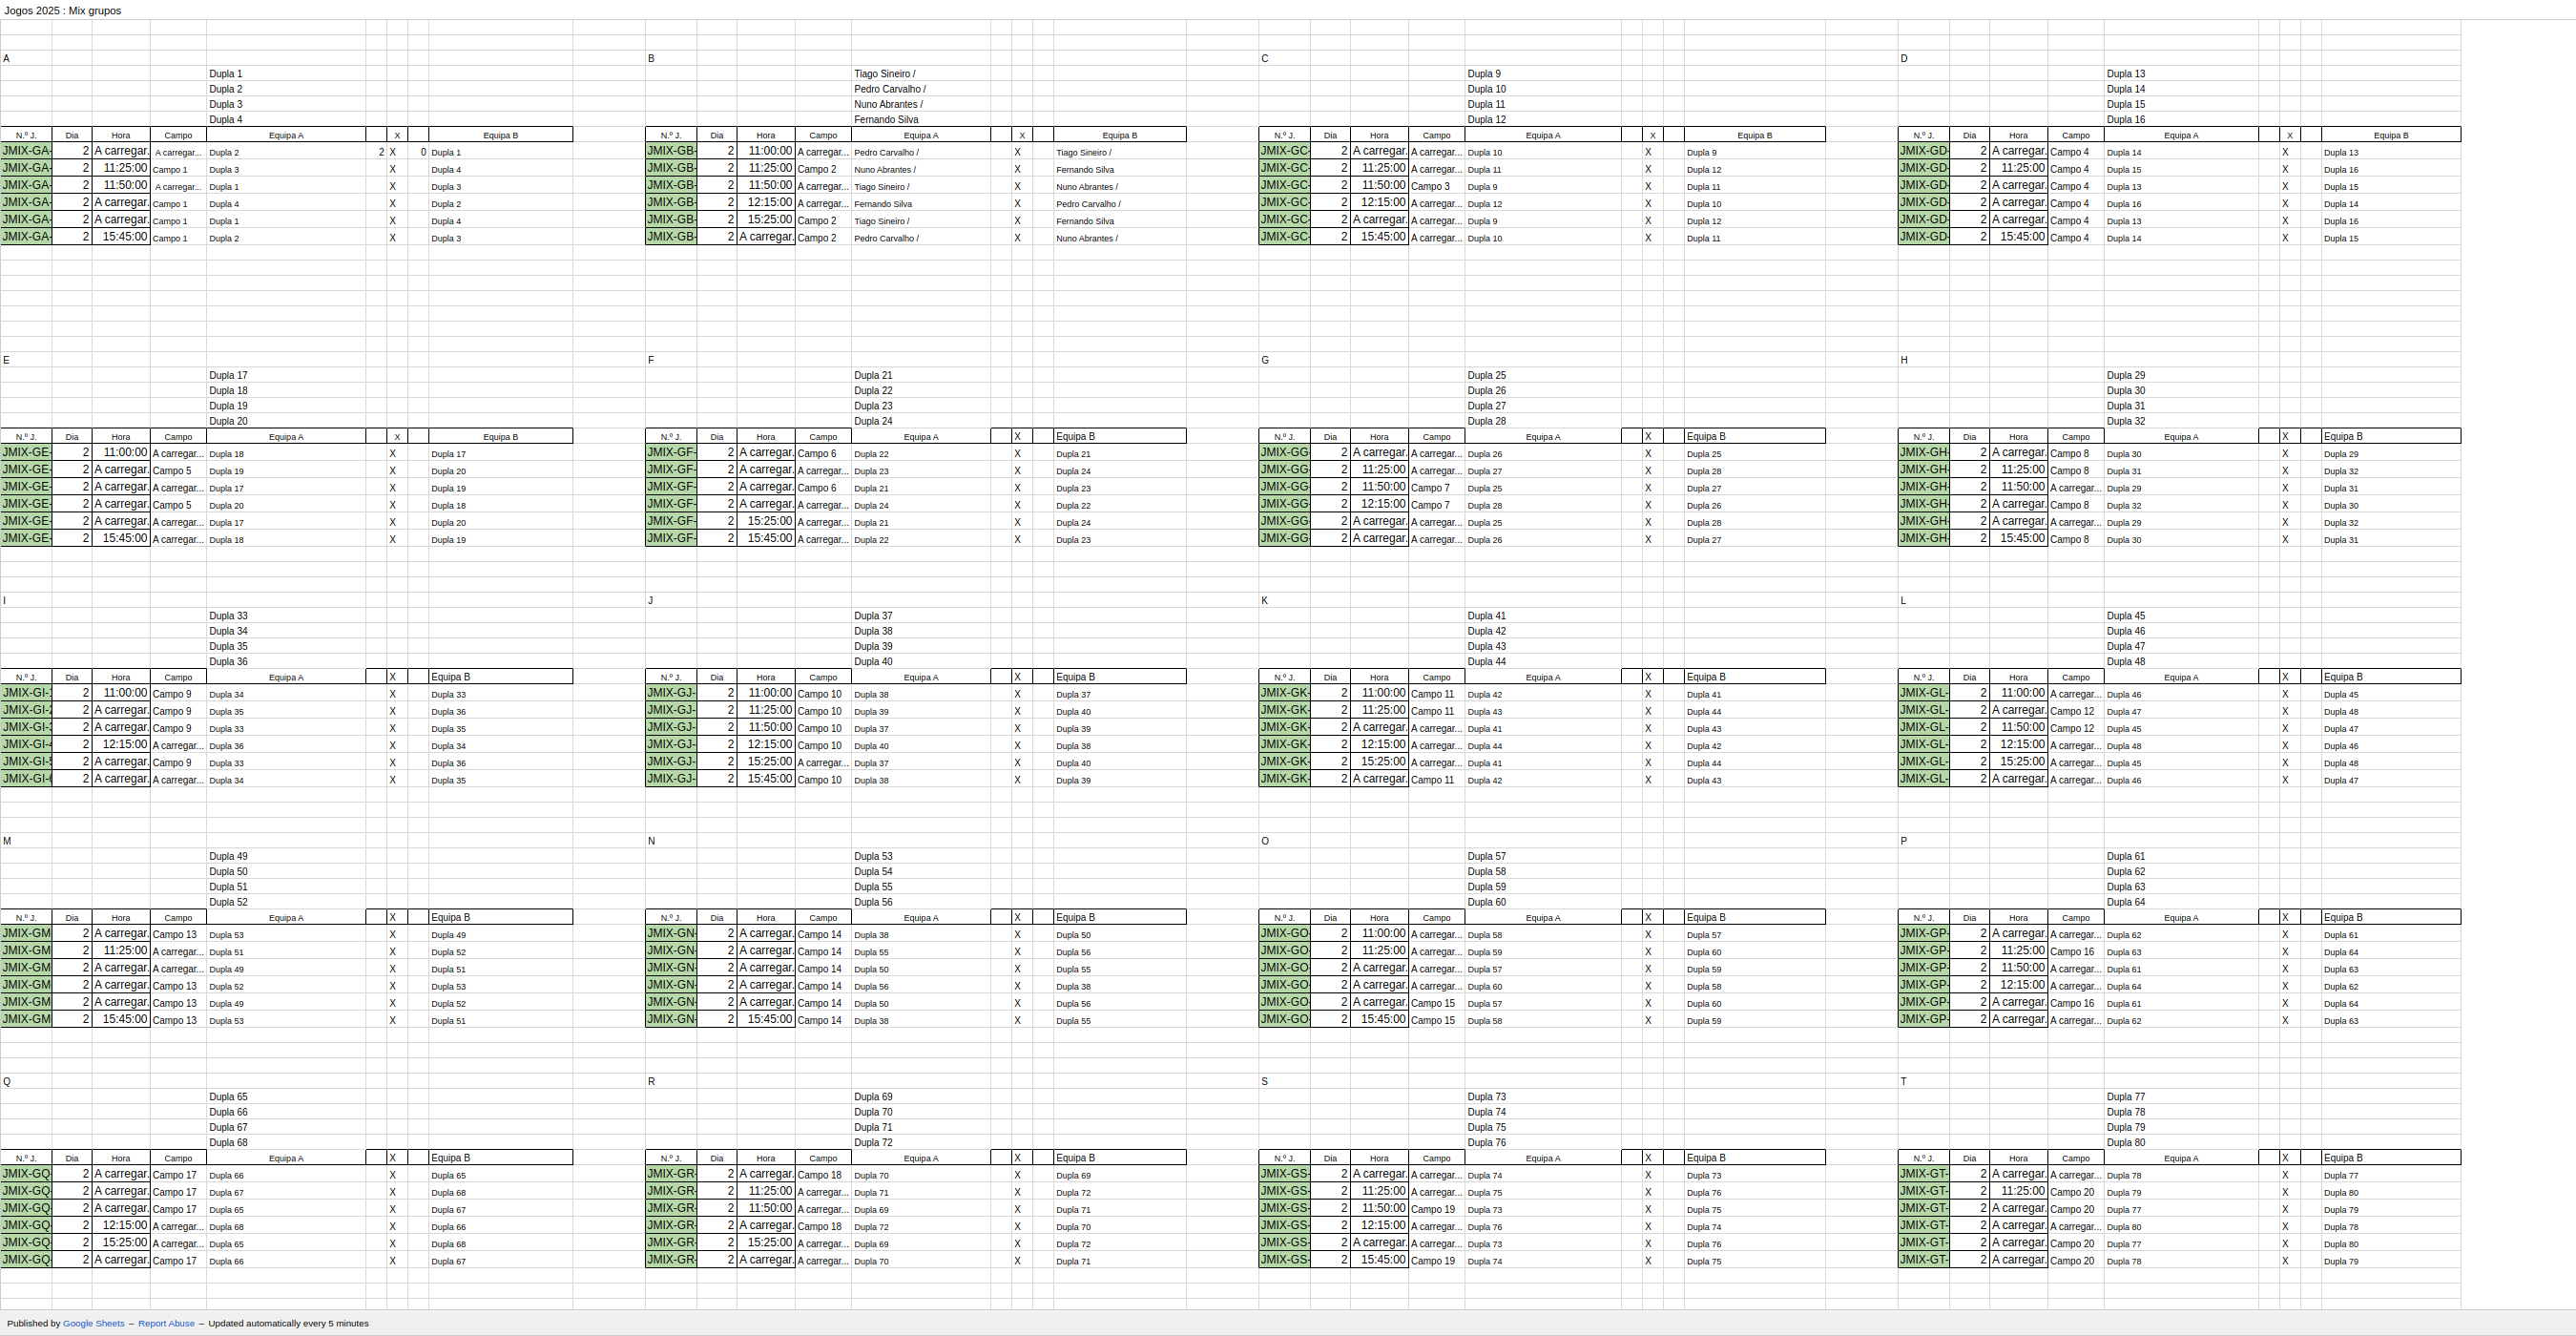 Jogos 2025 : Mix grupos
A B C D
Dupla 1 Tiago Sineiro / Dupla 9 Dupla 13
Dupla 2 Pedro Carvalho / Dupla 10 Dupla 14
Dupla 3 Nuno Abrantes / Dupla 11 Dupla 15
Dupla 4 Fernando Silva Dupla 12 Dupla 16
N.º J. Dia Hora Campo Equipa A X Equipa B N.º J. Dia Hora Campo Equipa A X Equipa B N.º J. Dia Hora Campo Equipa A X Equipa B N.º J. Dia Hora Campo Equipa A X Equipa B
JMIX-GA- 2 A carregar. A carregar... Dupla 2 2 X 0 Dupla 1 JMIX-GB- 2 11:00:00 A carregar... Pedro Carvalho / X Tiago Sineiro / JMIX-GC- 2 A carregar. A carregar... Dupla 10 X Dupla 9 JMIX-GD- 2 A carregar. Campo 4 Dupla 14 X Dupla 13
JMIX-GA- 2 11:25:00 Campo 1 Dupla 3 X Dupla 4 JMIX-GB- 2 11:25:00 Campo 2 Nuno Abrantes / X Fernando Silva JMIX-GC- 2 11:25:00 A carregar... Dupla 11 X Dupla 12 JMIX-GD- 2 11:25:00 Campo 4 Dupla 15 X Dupla 16
JMIX-GA- 2 11:50:00 A carregar... Dupla 1 X Dupla 3 JMIX-GB- 2 11:50:00 A carregar... Tiago Sineiro / X Nuno Abrantes / JMIX-GC- 2 11:50:00 Campo 3 Dupla 9 X Dupla 11 JMIX-GD- 2 11:50:00 Campo 4 Dupla 13 X Dupla 15
JMIX-GA- 2 A carregar. Campo 1 Dupla 4 X Dupla 2 JMIX-GB- 2 12:15:00 A carregar... Fernando Silva X Pedro Carvalho / JMIX-GC- 2 12:15:00 A carregar... Dupla 12 X Dupla 10 JMIX-GD- 2 A carregar. Campo 4 Dupla 16 X Dupla 14
JMIX-GA- 2 A carregar. Campo 1 Dupla 1 X Dupla 4 JMIX-GB- 2 15:25:00 Campo 2 Tiago Sineiro / X Fernando Silva JMIX-GC- 2 A carregar. A carregar... Dupla 9 X Dupla 12 JMIX-GD- 2 A carregar. Campo 4 Dupla 13 X Dupla 16
JMIX-GA- 2 15:45:00 Campo 1 Dupla 2 X Dupla 3 JMIX-GB- 2 A carregar. Campo 2 Pedro Carvalho / X Nuno Abrantes / JMIX-GC- 2 15:45:00 A carregar... Dupla 10 X Dupla 11 JMIX-GD- 2 15:45:00 Campo 4 Dupla 14 X Dupla 15
E F G H
Dupla 17 Dupla 21 Dupla 25 Dupla 29
Dupla 18 Dupla 22 Dupla 26 Dupla 30
Dupla 19 Dupla 23 Dupla 27 Dupla 31
Dupla 20 Dupla 24 Dupla 28 Dupla 32
N.º J. Dia Hora Campo Equipa A X Equipa B N.º J. Dia Hora Campo Equipa A X Equipa B N.º J. Dia Hora Campo Equipa A X Equipa B N.º J. Dia Hora Campo Equipa A X Equipa B
JMIX-GE- 2 11:00:00 A carregar... Dupla 18 X Dupla 17 JMIX-GF- 2 A carregar. Campo 6 Dupla 22 X Dupla 21 JMIX-GG- 2 A carregar. A carregar... Dupla 26 X Dupla 25 JMIX-GH- 2 A carregar. Campo 8 Dupla 30 X Dupla 29
JMIX-GE- 2 A carregar. Campo 5 Dupla 19 X Dupla 20 JMIX-GF- 2 A carregar. A carregar... Dupla 23 X Dupla 24 JMIX-GG- 2 11:25:00 A carregar... Dupla 27 X Dupla 28 JMIX-GH- 2 11:25:00 Campo 8 Dupla 31 X Dupla 32
JMIX-GE- 2 A carregar. A carregar... Dupla 17 X Dupla 19 JMIX-GF- 2 A carregar. Campo 6 Dupla 21 X Dupla 23 JMIX-GG- 2 11:50:00 Campo 7 Dupla 25 X Dupla 27 JMIX-GH- 2 11:50:00 A carregar... Dupla 29 X Dupla 31
JMIX-GE- 2 A carregar. Campo 5 Dupla 20 X Dupla 18 JMIX-GF- 2 A carregar. A carregar... Dupla 24 X Dupla 22 JMIX-GG- 2 12:15:00 Campo 7 Dupla 28 X Dupla 26 JMIX-GH- 2 A carregar. Campo 8 Dupla 32 X Dupla 30
JMIX-GE- 2 A carregar. A carregar... Dupla 17 X Dupla 20 JMIX-GF- 2 15:25:00 A carregar... Dupla 21 X Dupla 24 JMIX-GG- 2 A carregar. A carregar... Dupla 25 X Dupla 28 JMIX-GH- 2 A carregar. A carregar... Dupla 29 X Dupla 32
JMIX-GE- 2 15:45:00 A carregar... Dupla 18 X Dupla 19 JMIX-GF- 2 15:45:00 A carregar... Dupla 22 X Dupla 23 JMIX-GG- 2 A carregar. A carregar... Dupla 26 X Dupla 27 JMIX-GH- 2 15:45:00 Campo 8 Dupla 30 X Dupla 31
I J K L
Dupla 33 Dupla 37 Dupla 41 Dupla 45
Dupla 34 Dupla 38 Dupla 42 Dupla 46
Dupla 35 Dupla 39 Dupla 43 Dupla 47
Dupla 36 Dupla 40 Dupla 44 Dupla 48
N.º J. Dia Hora Campo Equipa A X Equipa B N.º J. Dia Hora Campo Equipa A X Equipa B N.º J. Dia Hora Campo Equipa A X Equipa B N.º J. Dia Hora Campo Equipa A X Equipa B
JMIX-GI-1 2 11:00:00 Campo 9 Dupla 34 X Dupla 33 JMIX-GJ- 2 11:00:00 Campo 10 Dupla 38 X Dupla 37 JMIX-GK- 2 11:00:00 Campo 11 Dupla 42 X Dupla 41 JMIX-GL- 2 11:00:00 A carregar... Dupla 46 X Dupla 45
JMIX-GI-2 2 A carregar. Campo 9 Dupla 35 X Dupla 36 JMIX-GJ- 2 11:25:00 Campo 10 Dupla 39 X Dupla 40 JMIX-GK- 2 11:25:00 Campo 11 Dupla 43 X Dupla 44 JMIX-GL- 2 A carregar. Campo 12 Dupla 47 X Dupla 48
JMIX-GI-3 2 A carregar. Campo 9 Dupla 33 X Dupla 35 JMIX-GJ- 2 11:50:00 Campo 10 Dupla 37 X Dupla 39 JMIX-GK- 2 A carregar. A carregar... Dupla 41 X Dupla 43 JMIX-GL- 2 11:50:00 Campo 12 Dupla 45 X Dupla 47
JMIX-GI-4 2 12:15:00 A carregar... Dupla 36 X Dupla 34 JMIX-GJ- 2 12:15:00 Campo 10 Dupla 40 X Dupla 38 JMIX-GK- 2 12:15:00 A carregar... Dupla 44 X Dupla 42 JMIX-GL- 2 12:15:00 A carregar... Dupla 48 X Dupla 46
JMIX-GI-5 2 A carregar. Campo 9 Dupla 33 X Dupla 36 JMIX-GJ- 2 15:25:00 A carregar... Dupla 37 X Dupla 40 JMIX-GK- 2 15:25:00 A carregar... Dupla 41 X Dupla 44 JMIX-GL- 2 15:25:00 A carregar... Dupla 45 X Dupla 48
JMIX-GI-6 2 A carregar. A carregar... Dupla 34 X Dupla 35 JMIX-GJ- 2 15:45:00 Campo 10 Dupla 38 X Dupla 39 JMIX-GK- 2 A carregar. Campo 11 Dupla 42 X Dupla 43 JMIX-GL- 2 A carregar. A carregar... Dupla 46 X Dupla 47
M N O P
Dupla 49 Dupla 53 Dupla 57 Dupla 61
Dupla 50 Dupla 54 Dupla 58 Dupla 62
Dupla 51 Dupla 55 Dupla 59 Dupla 63
Dupla 52 Dupla 56 Dupla 60 Dupla 64
N.º J. Dia Hora Campo Equipa A X Equipa B N.º J. Dia Hora Campo Equipa A X Equipa B N.º J. Dia Hora Campo Equipa A X Equipa B N.º J. Dia Hora Campo Equipa A X Equipa B
JMIX-GM 2 A carregar. Campo 13 Dupla 53 X Dupla 49 JMIX-GN- 2 A carregar. Campo 14 Dupla 38 X Dupla 50 JMIX-GO- 2 11:00:00 A carregar... Dupla 58 X Dupla 57 JMIX-GP- 2 A carregar. A carregar... Dupla 62 X Dupla 61
JMIX-GM 2 11:25:00 A carregar... Dupla 51 X Dupla 52 JMIX-GN- 2 A carregar. Campo 14 Dupla 55 X Dupla 56 JMIX-GO- 2 11:25:00 A carregar... Dupla 59 X Dupla 60 JMIX-GP- 2 11:25:00 Campo 16 Dupla 63 X Dupla 64
JMIX-GM 2 A carregar. A carregar... Dupla 49 X Dupla 51 JMIX-GN- 2 A carregar. Campo 14 Dupla 50 X Dupla 55 JMIX-GO- 2 A carregar. A carregar... Dupla 57 X Dupla 59 JMIX-GP- 2 11:50:00 A carregar... Dupla 61 X Dupla 63
JMIX-GM 2 A carregar. Campo 13 Dupla 52 X Dupla 53 JMIX-GN- 2 A carregar. Campo 14 Dupla 56 X Dupla 38 JMIX-GO- 2 A carregar. A carregar... Dupla 60 X Dupla 58 JMIX-GP- 2 12:15:00 A carregar... Dupla 64 X Dupla 62
JMIX-GM 2 A carregar. Campo 13 Dupla 49 X Dupla 52 JMIX-GN- 2 A carregar. Campo 14 Dupla 50 X Dupla 56 JMIX-GO- 2 A carregar. Campo 15 Dupla 57 X Dupla 60 JMIX-GP- 2 A carregar. Campo 16 Dupla 61 X Dupla 64
JMIX-GM 2 15:45:00 Campo 13 Dupla 53 X Dupla 51 JMIX-GN- 2 15:45:00 Campo 14 Dupla 38 X Dupla 55 JMIX-GO- 2 15:45:00 Campo 15 Dupla 58 X Dupla 59 JMIX-GP- 2 A carregar. A carregar... Dupla 62 X Dupla 63
Q R S T
Dupla 65 Dupla 69 Dupla 73 Dupla 77
Dupla 66 Dupla 70 Dupla 74 Dupla 78
Dupla 67 Dupla 71 Dupla 75 Dupla 79
Dupla 68 Dupla 72 Dupla 76 Dupla 80
N.º J. Dia Hora Campo Equipa A X Equipa B N.º J. Dia Hora Campo Equipa A X Equipa B N.º J. Dia Hora Campo Equipa A X Equipa B N.º J. Dia Hora Campo Equipa A X Equipa B
JMIX-GQ- 2 A carregar. Campo 17 Dupla 66 X Dupla 65 JMIX-GR- 2 A carregar. Campo 18 Dupla 70 X Dupla 69 JMIX-GS- 2 A carregar. A carregar... Dupla 74 X Dupla 73 JMIX-GT- 2 A carregar. A carregar... Dupla 78 X Dupla 77
JMIX-GQ- 2 A carregar. Campo 17 Dupla 67 X Dupla 68 JMIX-GR- 2 11:25:00 A carregar... Dupla 71 X Dupla 72 JMIX-GS- 2 11:25:00 A carregar... Dupla 75 X Dupla 76 JMIX-GT- 2 11:25:00 Campo 20 Dupla 79 X Dupla 80
JMIX-GQ- 2 A carregar. Campo 17 Dupla 65 X Dupla 67 JMIX-GR- 2 11:50:00 A carregar... Dupla 69 X Dupla 71 JMIX-GS- 2 11:50:00 Campo 19 Dupla 73 X Dupla 75 JMIX-GT- 2 A carregar. Campo 20 Dupla 77 X Dupla 79
JMIX-GQ- 2 12:15:00 A carregar... Dupla 68 X Dupla 66 JMIX-GR- 2 A carregar. Campo 18 Dupla 72 X Dupla 70 JMIX-GS- 2 12:15:00 A carregar... Dupla 76 X Dupla 74 JMIX-GT- 2 A carregar. A carregar... Dupla 80 X Dupla 78
JMIX-GQ- 2 15:25:00 A carregar... Dupla 65 X Dupla 68 JMIX-GR- 2 15:25:00 A carregar... Dupla 69 X Dupla 72 JMIX-GS- 2 A carregar. A carregar... Dupla 73 X Dupla 76 JMIX-GT- 2 A carregar. Campo 20 Dupla 77 X Dupla 80
JMIX-GQ- 2 A carregar. Campo 17 Dupla 66 X Dupla 67 JMIX-GR- 2 A carregar. A carregar... Dupla 70 X Dupla 71 JMIX-GS- 2 15:45:00 Campo 19 Dupla 74 X Dupla 75 JMIX-GT- 2 A carregar. Campo 20 Dupla 78 X Dupla 79
Published by Google Sheets – Report Abuse – Updated automatically every 5 minutes